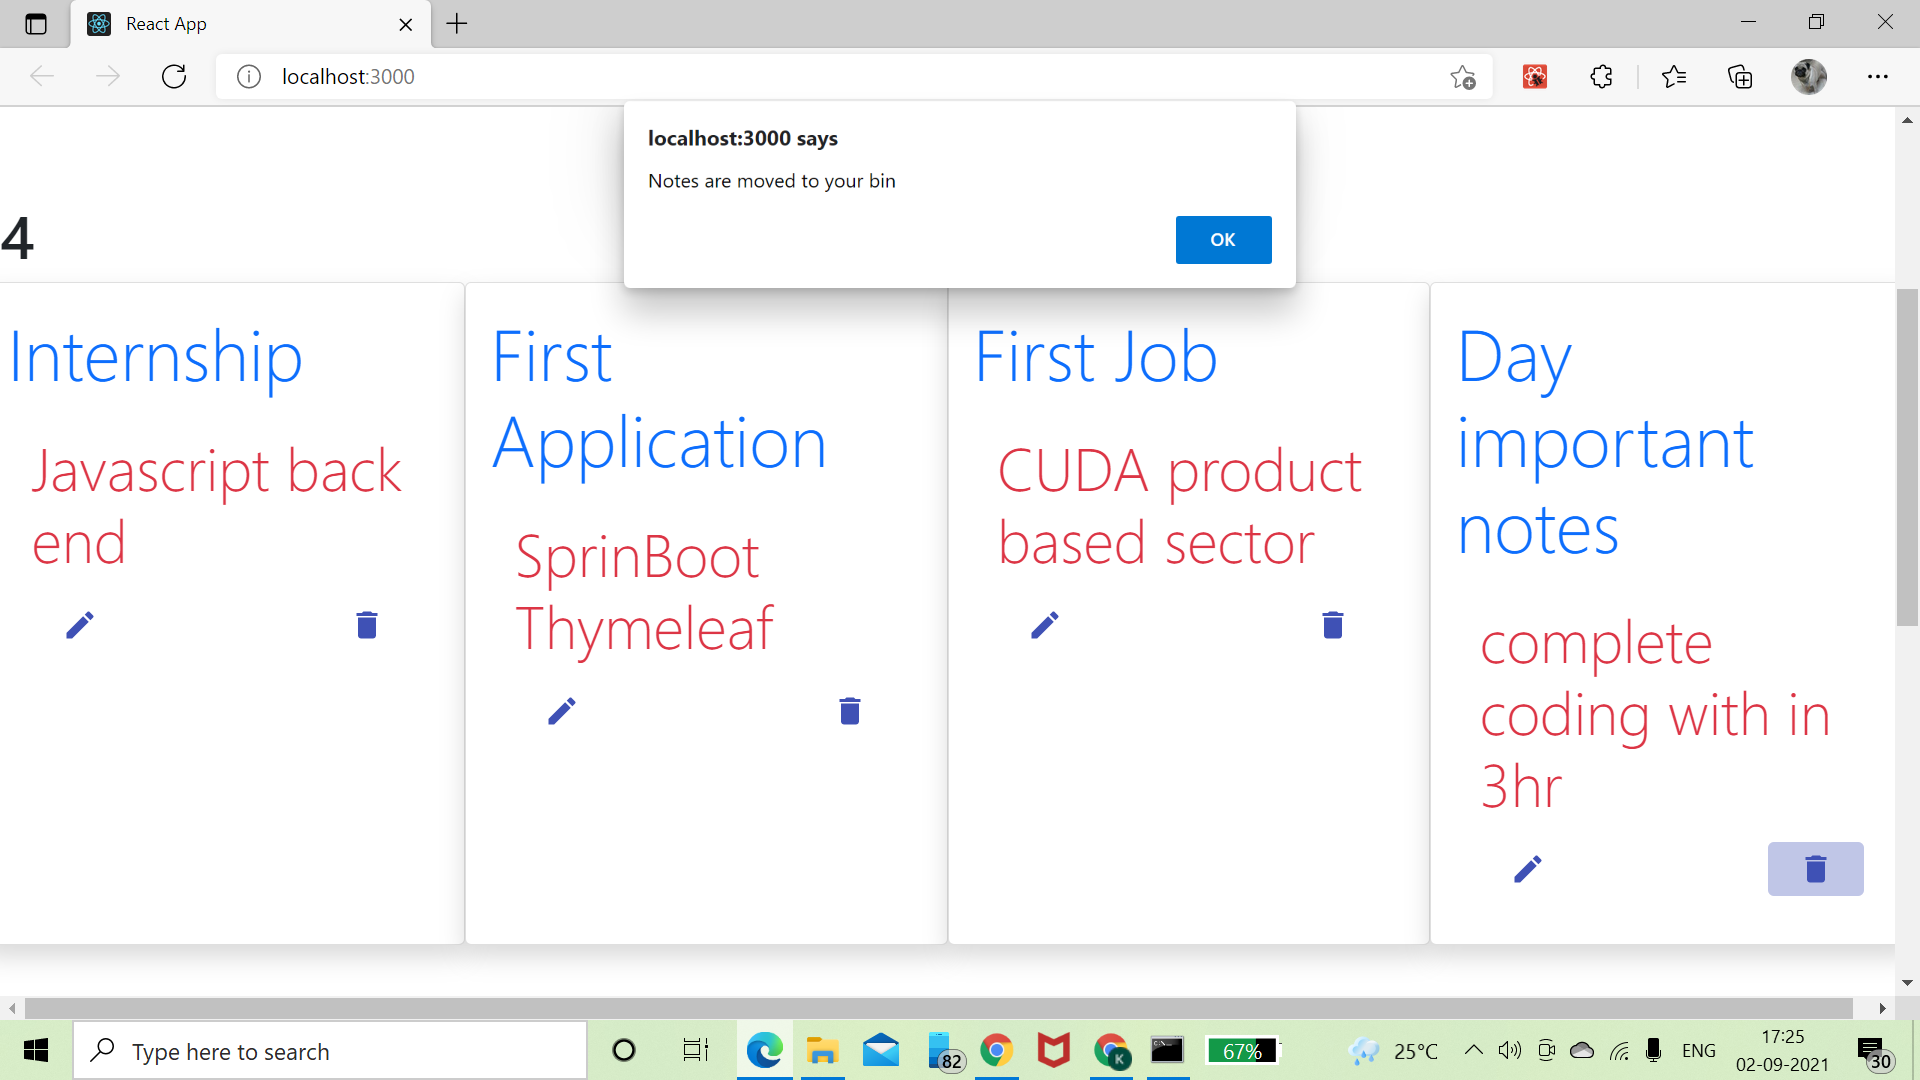 React App
localhost:3000
localhost:3000 says
Notes are moved to your bin
OK
4
Internship
Javascript back
end
First
Application
SprinBoot
Thymeleaf
First Job
CUDA product
based sector
Day
important
notes
complete
coding with in
3hr
Type here to search
82
K
67%
25°C
ENG
17:25
02-09-2021
30